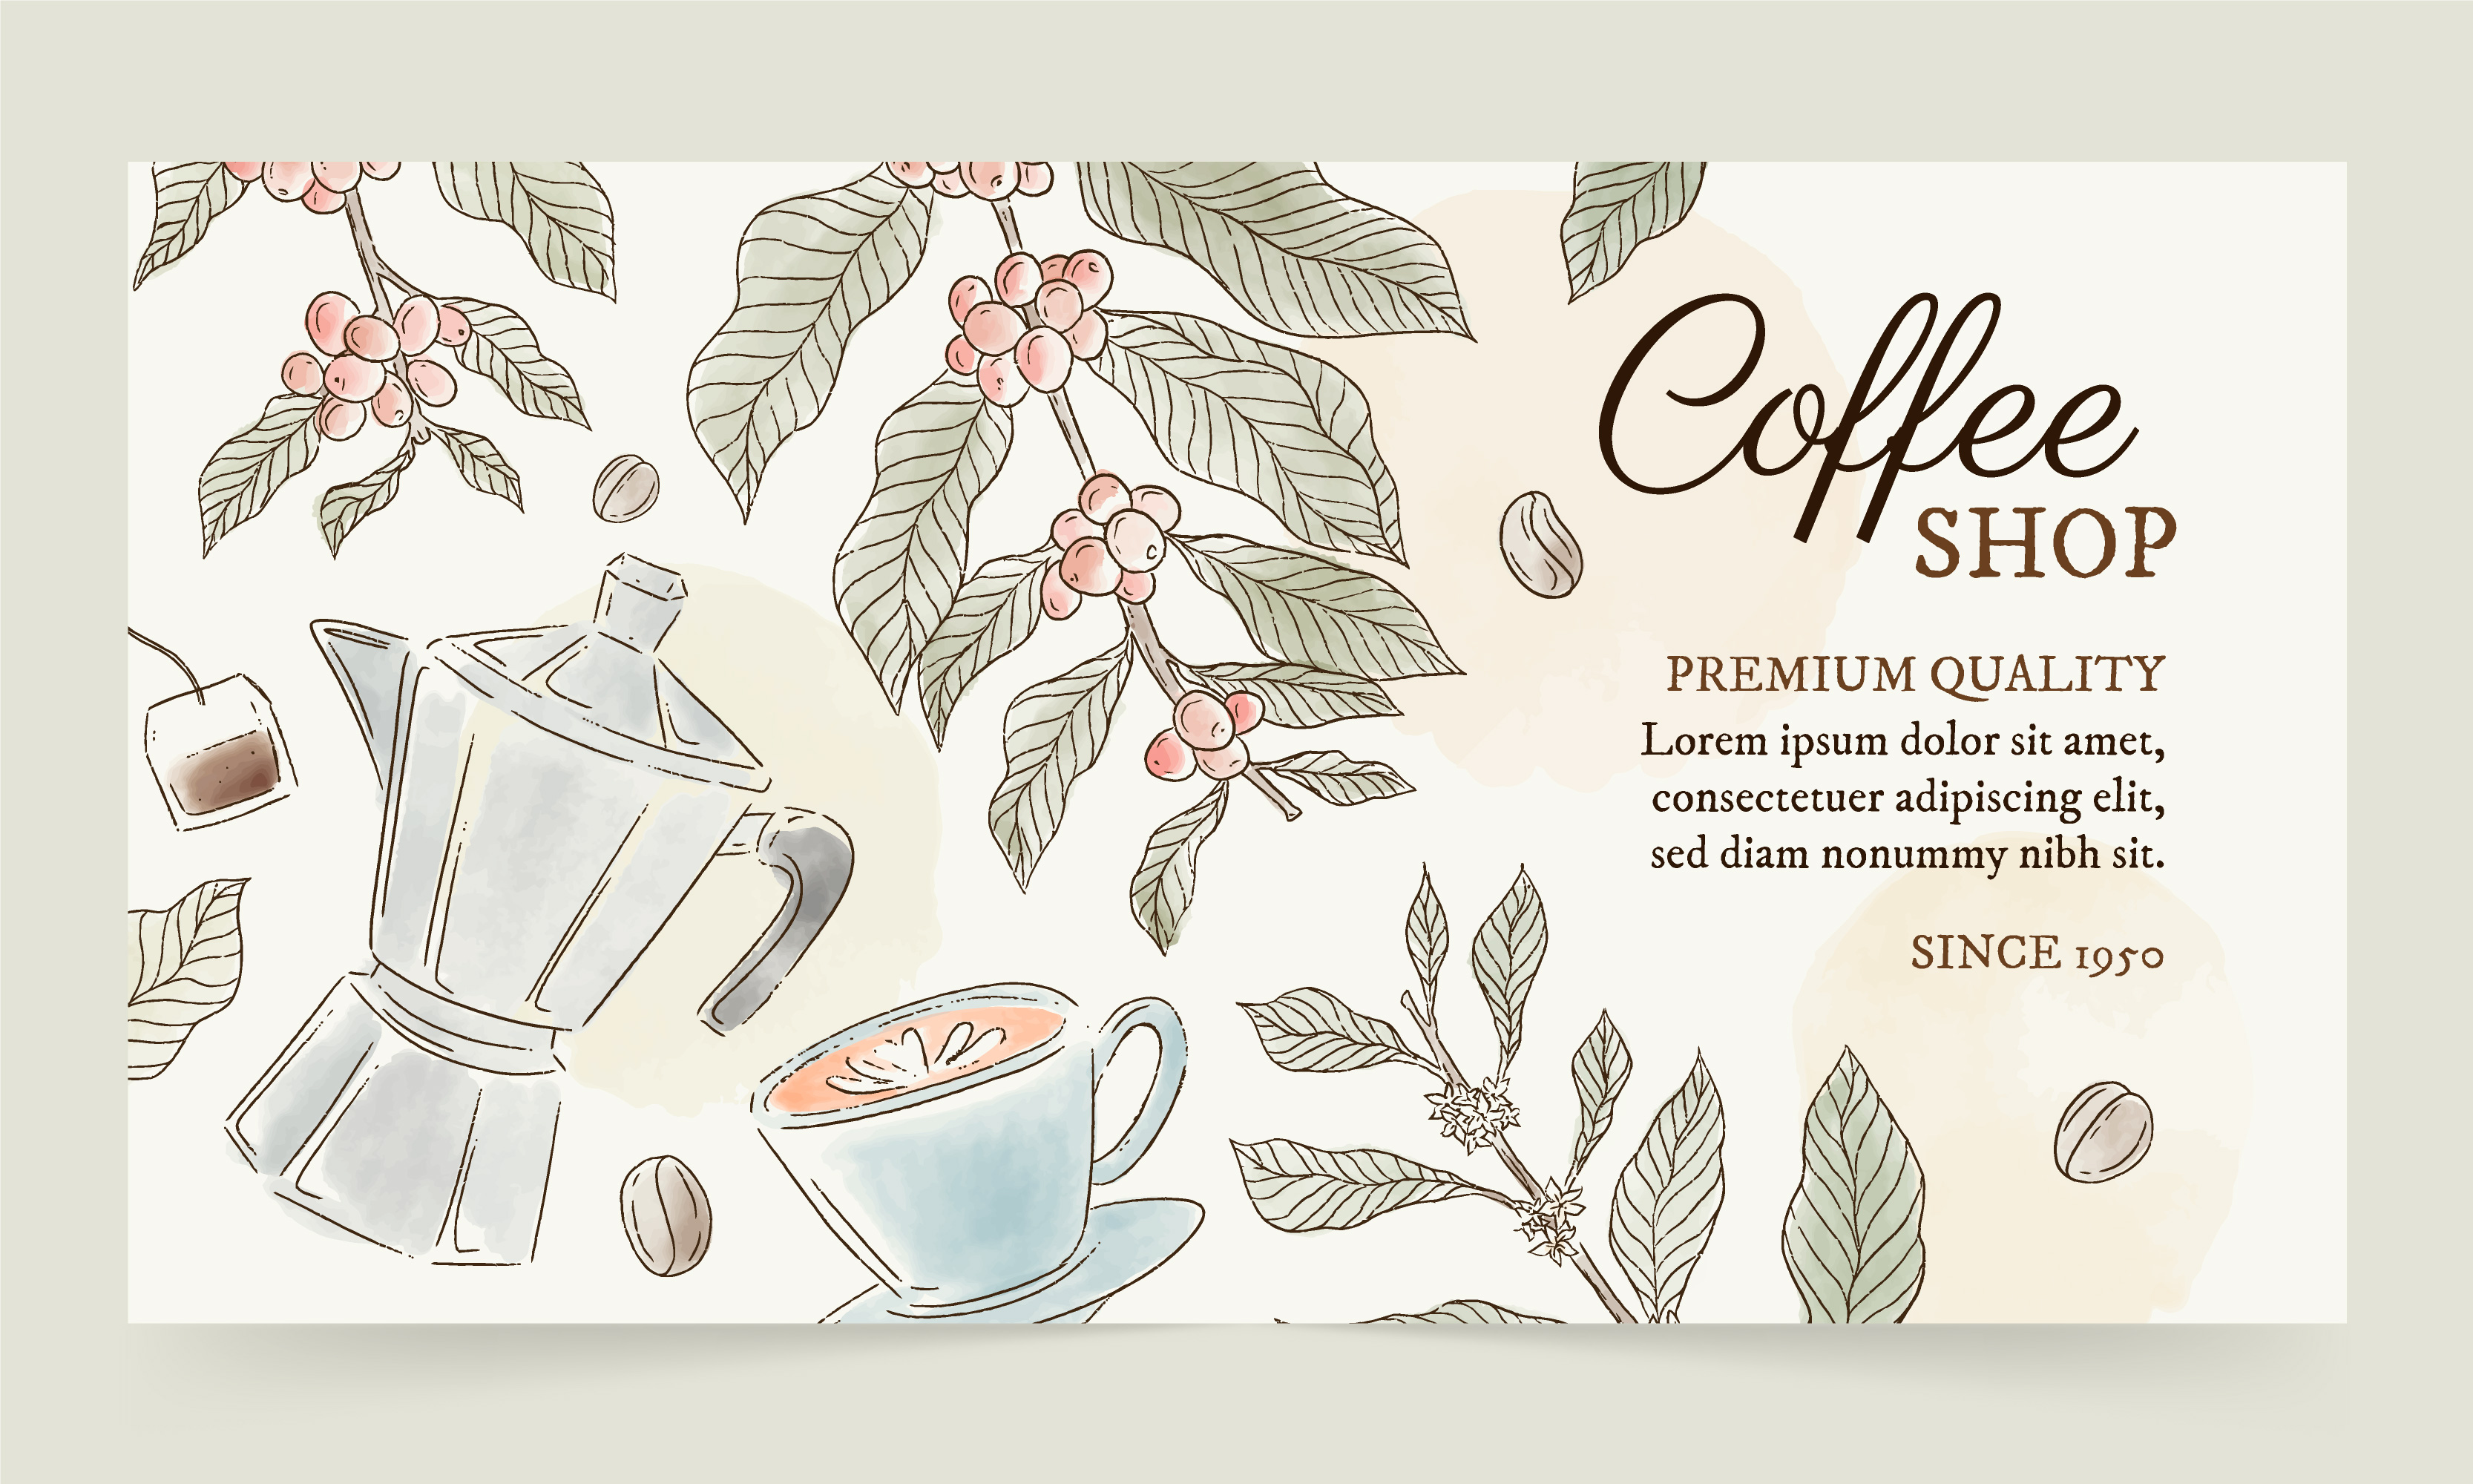 Coffee
SHOP
PREMIUM QUALITY
Lorem ipsum dolor sit amet,
consectetuer adipiscing elit,
sed diam nonummy nibh sit.
SINCE 1950